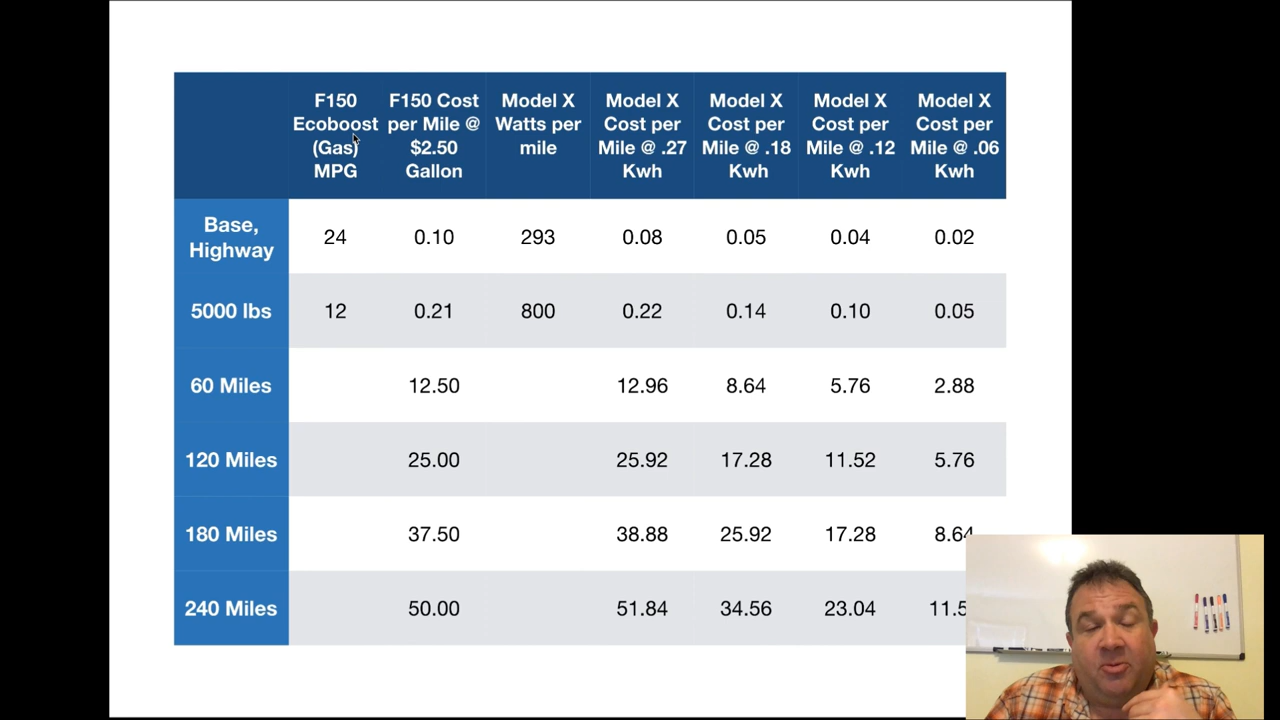 F150 Ecoboost (Gas) MPG
F150 Cost per Mile @ $2.50 Gallon
Model X Watts per mile
Model X Cost per Mile @ .27 Kwh
Model X Cost per Mile @ .18 Kwh
Model X Cost per Mile @ .12 Kwh
Model X Cost per Mile @ .06 Kwh
Base, Highway 24 0.10 293 0.08 0.05 0.04 0.02
5000 lbs 12 0.21 800 0.22 0.14 0.10 0.05
60 Miles 12.50 12.96 8.64 5.76 2.88
120 Miles 25.00 25.92 17.28 11.52 5.76
180 Miles 37.50 38.88 25.92 17.28 8.64
240 Miles 50.00 51.84 34.56 23.04 11.5